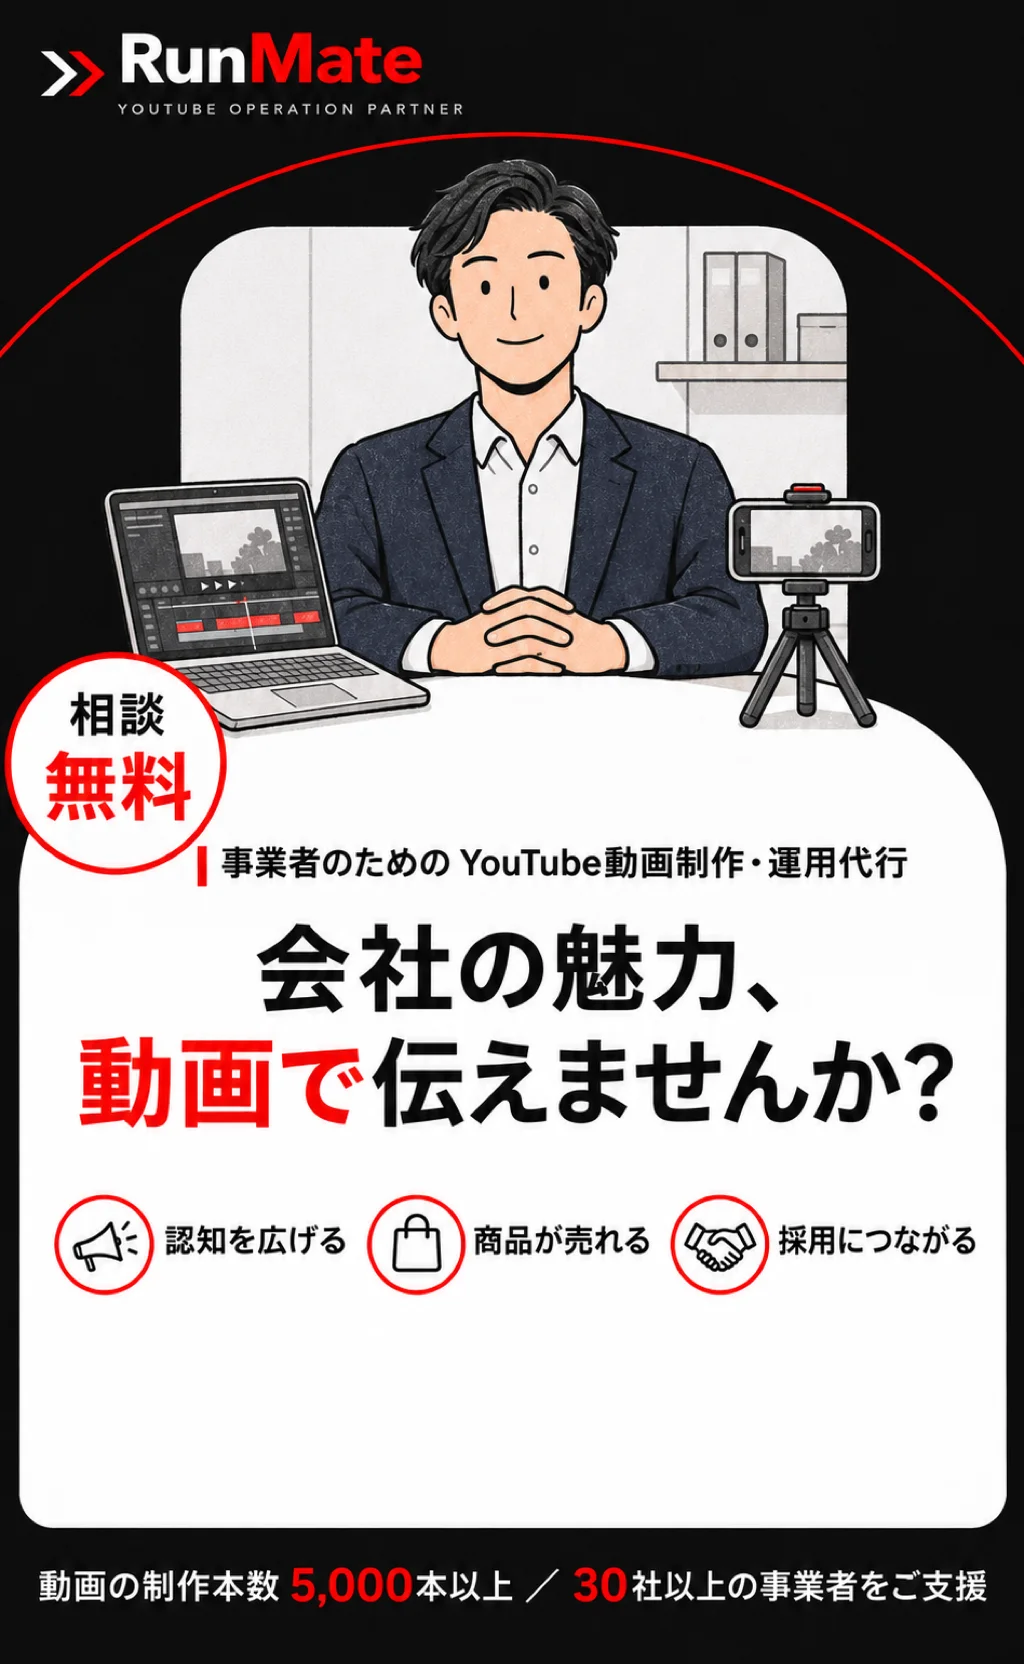 RunMate
YOUTUBE OPERATION PARTNER
相談
無料
事業者のための YouTube動画制作・運用代行
会社の魅力、
動画で伝えませんか?
認知を広げる
商品が売れる
採用につながる
動画の制作本数 5,000本以上 / 30社以上の事業者をご支援